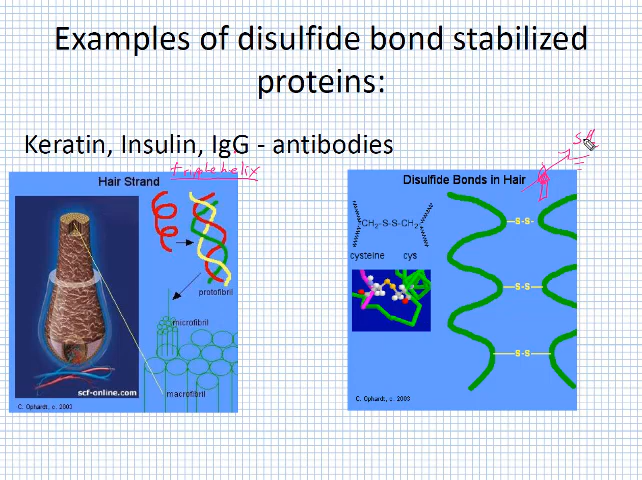 Examples of disulfide bond stabilized
proteins:
Keratin, Insulin, IgG - antibodies
triple helix
Hair Strand
protofibril
microfibril
macrofibril
scf-online.com
C. Ophardt, c. 2003
SH
Disulfide Bonds in Hair
CH2-S-S-CH2
cysteine cys
-S-S-
-S-S-
-S-S-
C. Ophardt, c. 2003